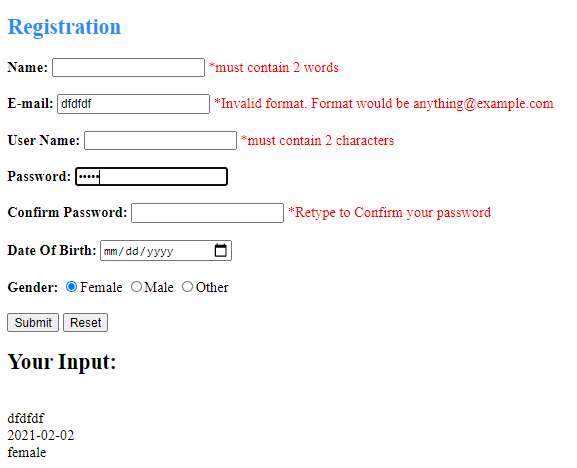 Registration
Name: *must contain 2 words
E-mail: dfdfdf *Invalid format. Format would be anything@example.com
User Name: *must contain 2 characters
Password: •••••
Confirm Password: *Retype to Confirm your password
Date Of Birth: mm/dd/yyyy
Gender: Female Male Other
Submit Reset
Your Input:
dfdfdf
2021-02-02
female